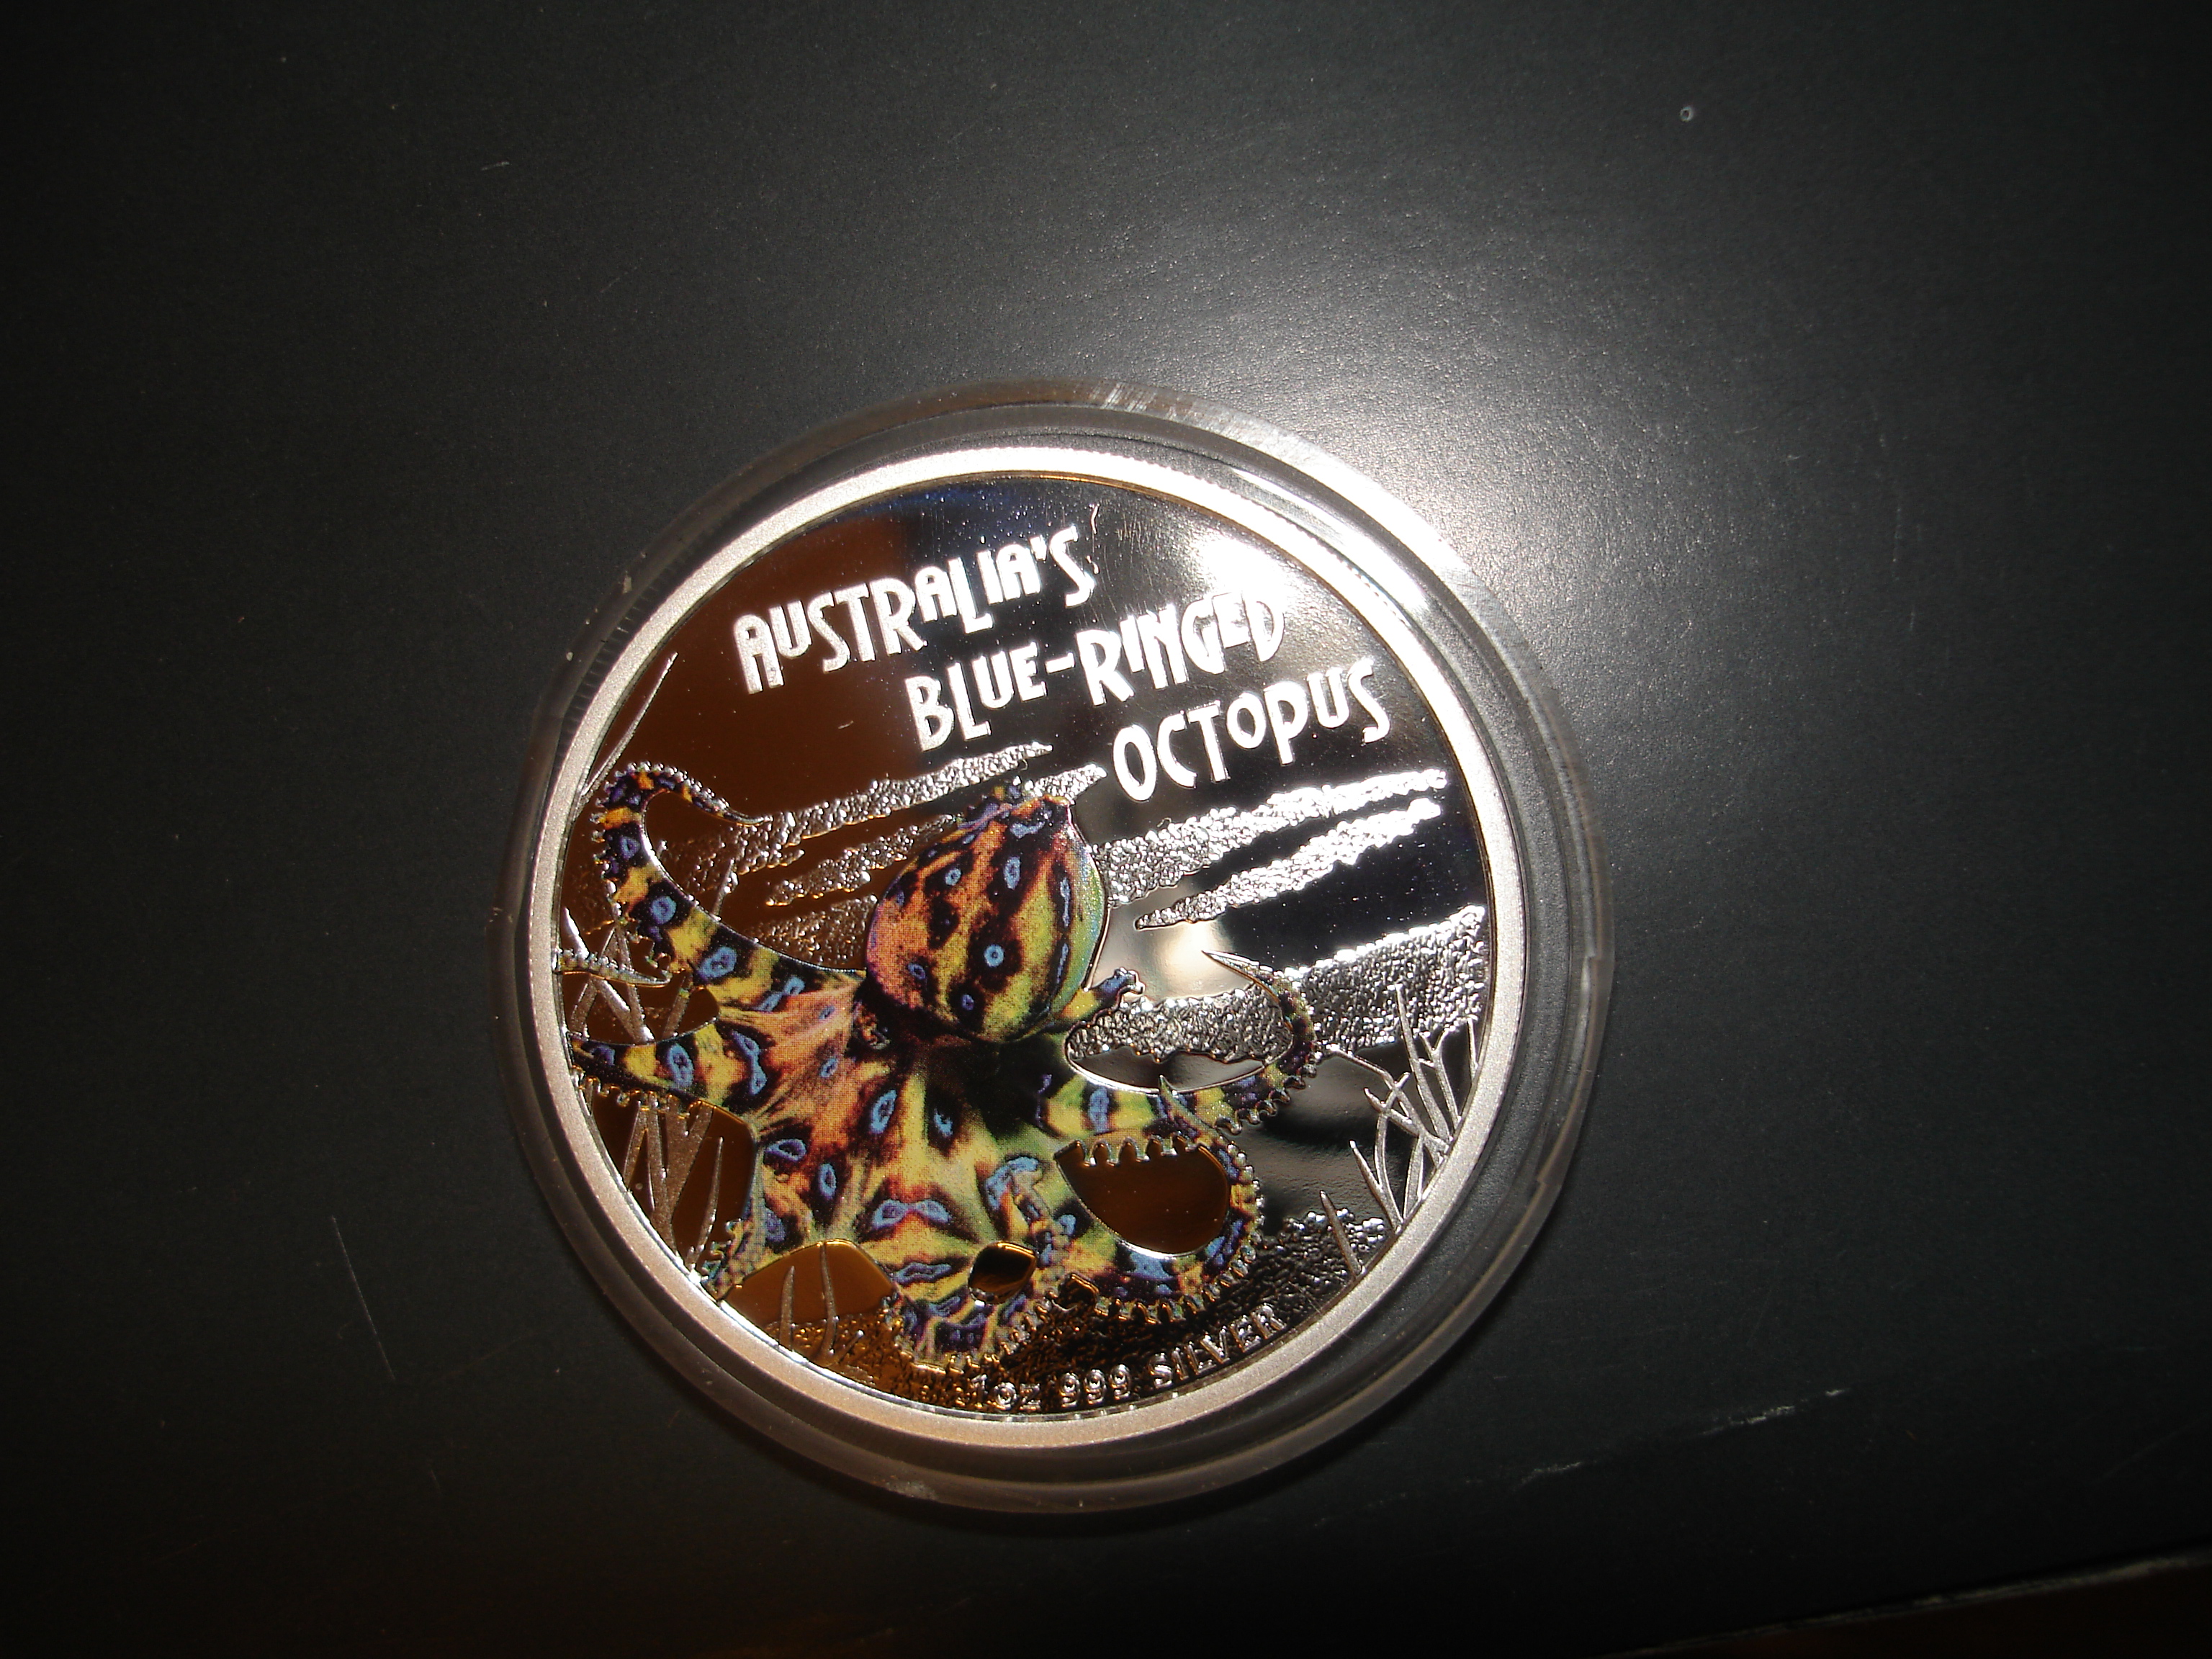 AUSTRALIA'S
BLUE-RINGED
OCTOPUS
1oz 999 SILVER